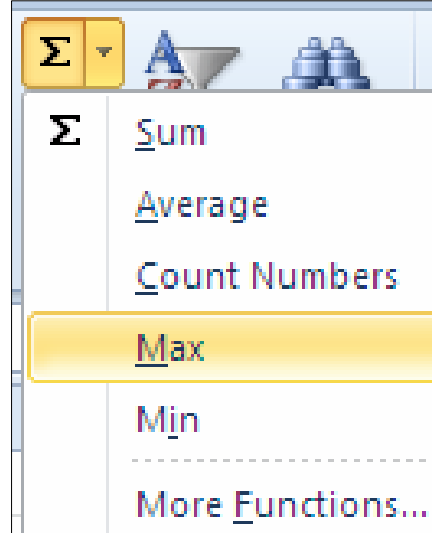 Σ
Σ Sum
Average
Count Numbers
Max
Min
More Functions...